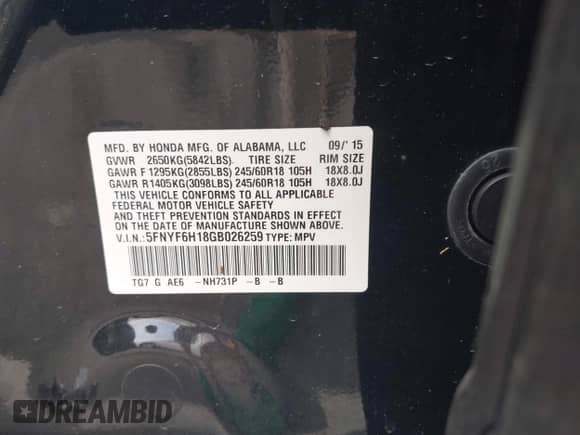 MFD. BY HONDA MFG. OF ALABAMA, LLC 09/' 15
GVWR 2650KG(5842LBS). TIRE SIZE RIM SIZE
GAWR F 1295KG(2855LBS) 245/60R18 105H 18X8.0J
GAWR R1405KG(3098LBS) 245/60R18 105H 18X8.0J
THIS VEHICLE CONFORMS TO ALL APPLICABLE
FEDERAL MOTOR VEHICLE SAFETY
AND THEFT PREVENTION STANDARDS IN EFFECT
ON THE DATE OF MANUFACTURE SHOWN ABOVE.
V.I.N.:5FNYF6H18GB026259 TYPE: MPV
TG7 G AE6 -NH731P -B -B
DREAMBID